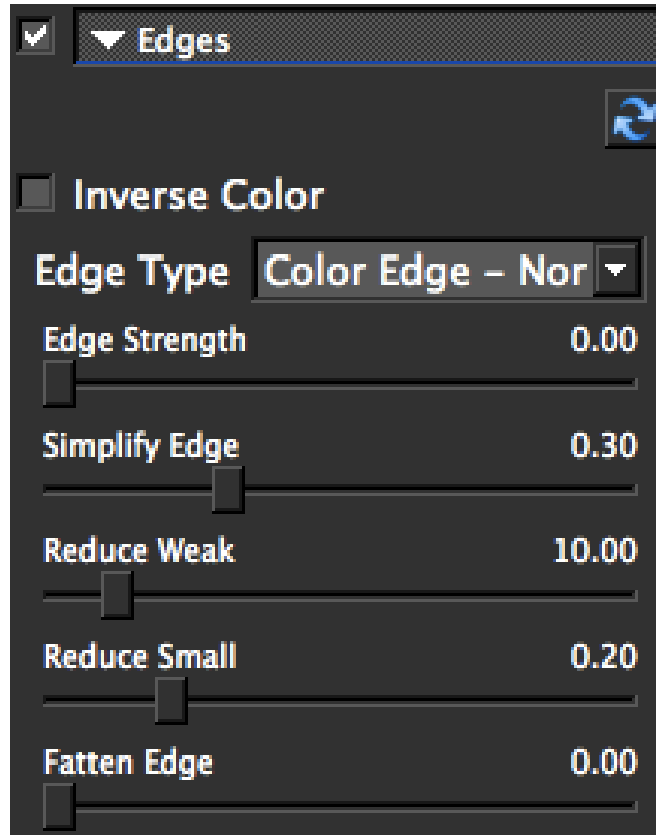 Edges
Inverse Color
Edge Type Color Edge – Nor
Edge Strength 0.00
Simplify Edge 0.30
Reduce Weak 10.00
Reduce Small 0.20
Fatten Edge 0.00